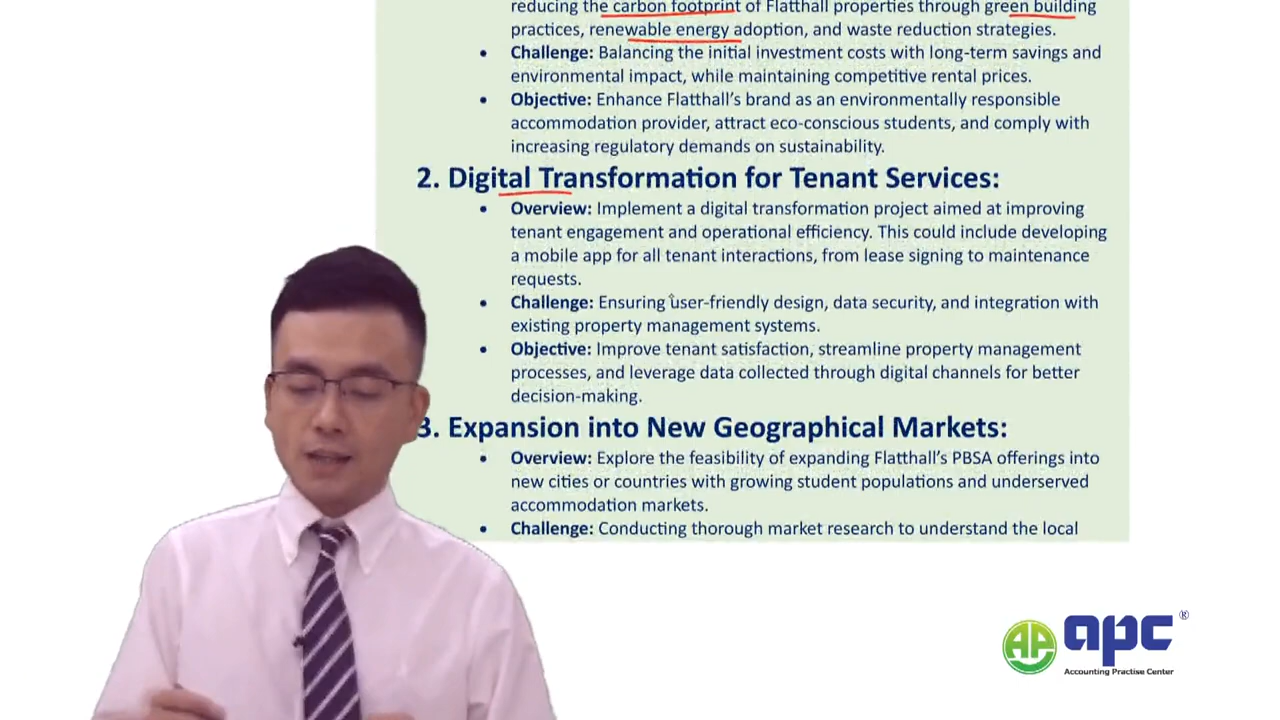 reducing the carbon footprint of Flatthall properties through green building
practices, renewable energy adoption, and waste reduction strategies.
• Challenge: Balancing the initial investment costs with long-term savings and
environmental impact, while maintaining competitive rental prices.
• Objective: Enhance Flatthall's brand as an environmentally responsible
accommodation provider, attract eco-conscious students, and comply with
increasing regulatory demands on sustainability.
2. Digital Transformation for Tenant Services:
• Overview: Implement a digital transformation project aimed at improving
tenant engagement and operational efficiency. This could include developing
a mobile app for all tenant interactions, from lease signing to maintenance
requests.
• Challenge: Ensuring user-friendly design, data security, and integration with
existing property management systems.
• Objective: Improve tenant satisfaction, streamline property management
processes, and leverage data collected through digital channels for better
decision-making.
3. Expansion into New Geographical Markets:
• Overview: Explore the feasibility of expanding Flatthall's PBSA offerings into
new cities or countries with growing student populations and underserved
accommodation markets.
• Challenge: Conducting thorough market research to understand the local
AP apc ®
Accounting Practise Center